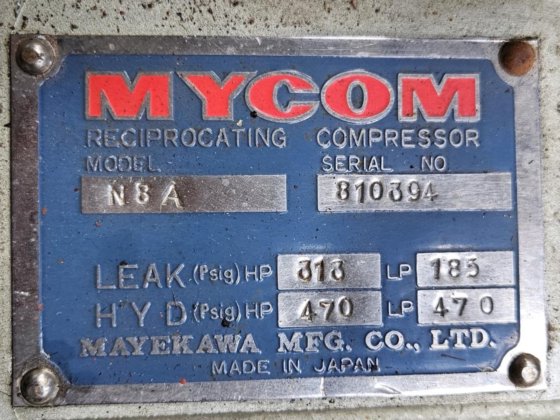 MYCOM
RECIPROCATING COMPRESSOR
MODEL SERIAL NO
N8A 810394
LEAK (Psig) HP 313 LP 185
HYD (Psig) HP 470 LP 470
MAYEKAWA MFG. CO., LTD.
MADE IN JAPAN